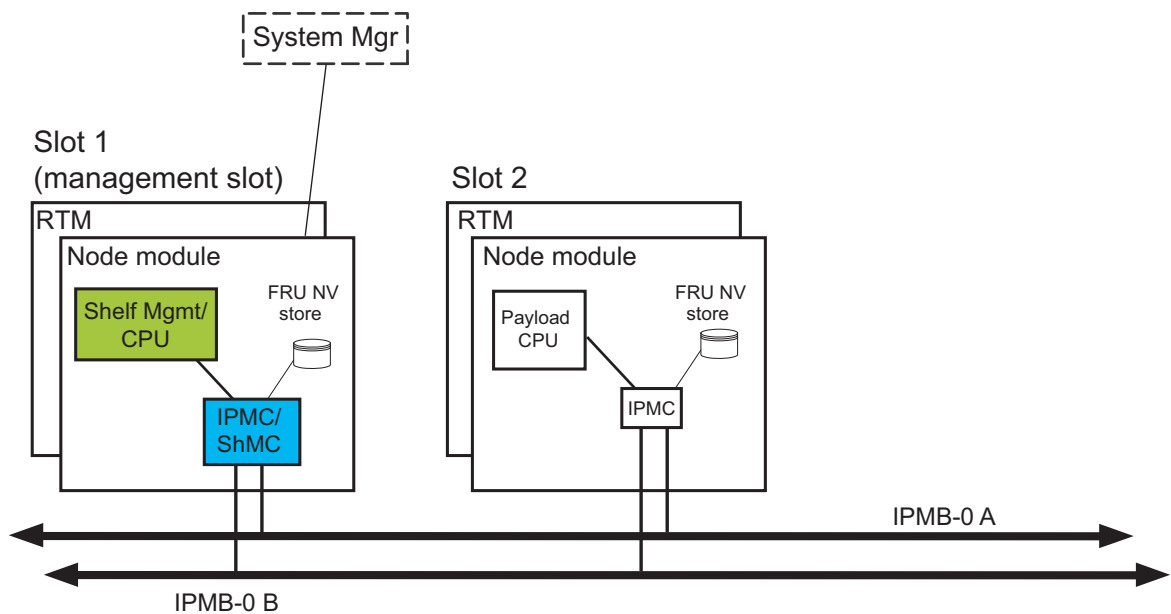 System Mgr
Slot 1
(management slot)
RTM
Node module
Shelf Mgmt/
CPU
FRU NV
store
IPMC/
ShMC
Slot 2
RTM
Node module
Payload
CPU
FRU NV
store
IPMC
IPMB-0 A
IPMB-0 B